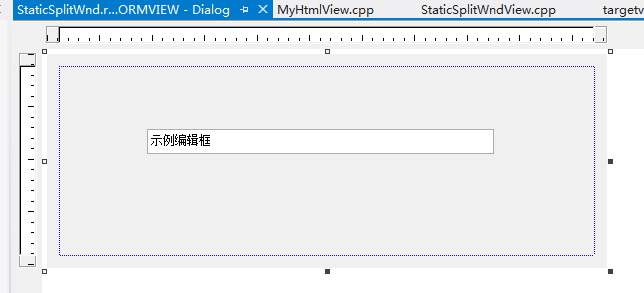 StaticSplitWnd.r...ORMVIEW - Dialog MyHtmlView.cpp StaticSplitWndView.cpp targetv
示例编辑框